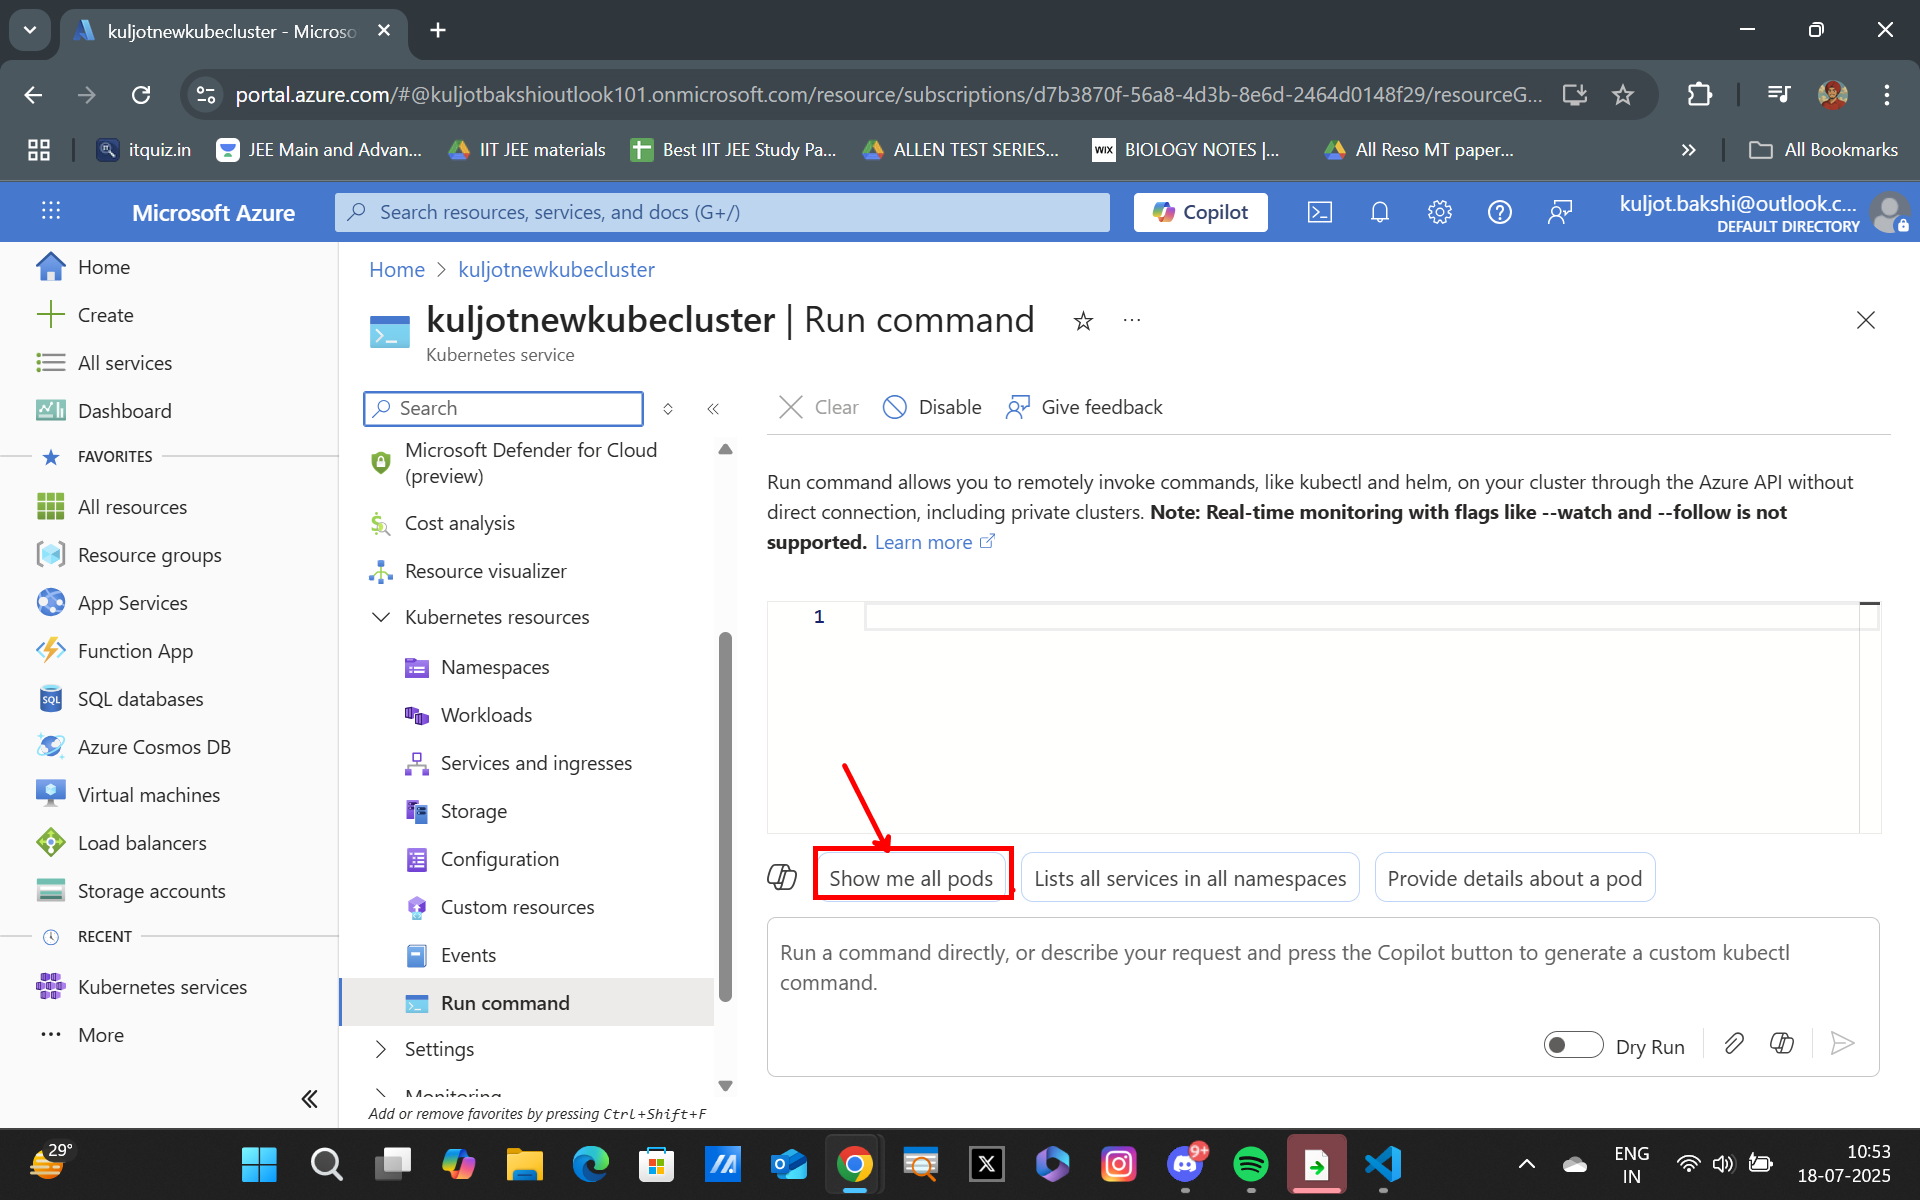 kuljotnewkubecluster - Microso
portal.azure.com/#@kuljotbakshioutlook101.onmicrosoft.com/resource/subscriptions/d7b3870f-56a8-4d3b-8e6d-2464d0148f29/resourceG...
itquiz.in
JEE Main and Advan...
IIT JEE materials
Best IIT JEE Study Pa...
ALLEN TEST SERIES...
WIX
BIOLOGY NOTES |...
All Reso MT paper...
All Bookmarks
Microsoft Azure
Search resources, services, and docs (G+/)
Copilot
kuljot.bakshi@outlook.c...
DEFAULT DIRECTORY
Home
Create
All services
Dashboard
FAVORITES
All resources
Resource groups
App Services
Function App
SQL
SQL databases
Azure Cosmos DB
Virtual machines
Load balancers
Storage accounts
RECENT
Kubernetes services
More
Home > kuljotnewkubecluster
kuljotnewkubecluster | Run command
Kubernetes service
Search
Microsoft Defender for Cloud
(preview)
Cost analysis
Resource visualizer
Kubernetes resources
Namespaces
Workloads
Services and ingresses
Storage
Configuration
Custom resources
Events
Run command
Settings
Monitoring
Add or remove favorites by pressing Ctrl+Shift+F
Clear
Disable
Give feedback
Run command allows you to remotely invoke commands, like kubectl and helm, on your cluster through the Azure API without
direct connection, including private clusters. Note: Real-time monitoring with flags like --watch and --follow is not
supported. Learn more
1
Show me all pods
Lists all services in all namespaces
Provide details about a pod
Run a command directly, or describe your request and press the Copilot button to generate a custom kubectl
command.
Dry Run
29°
9+
ENG
IN
10:53
18-07-2025